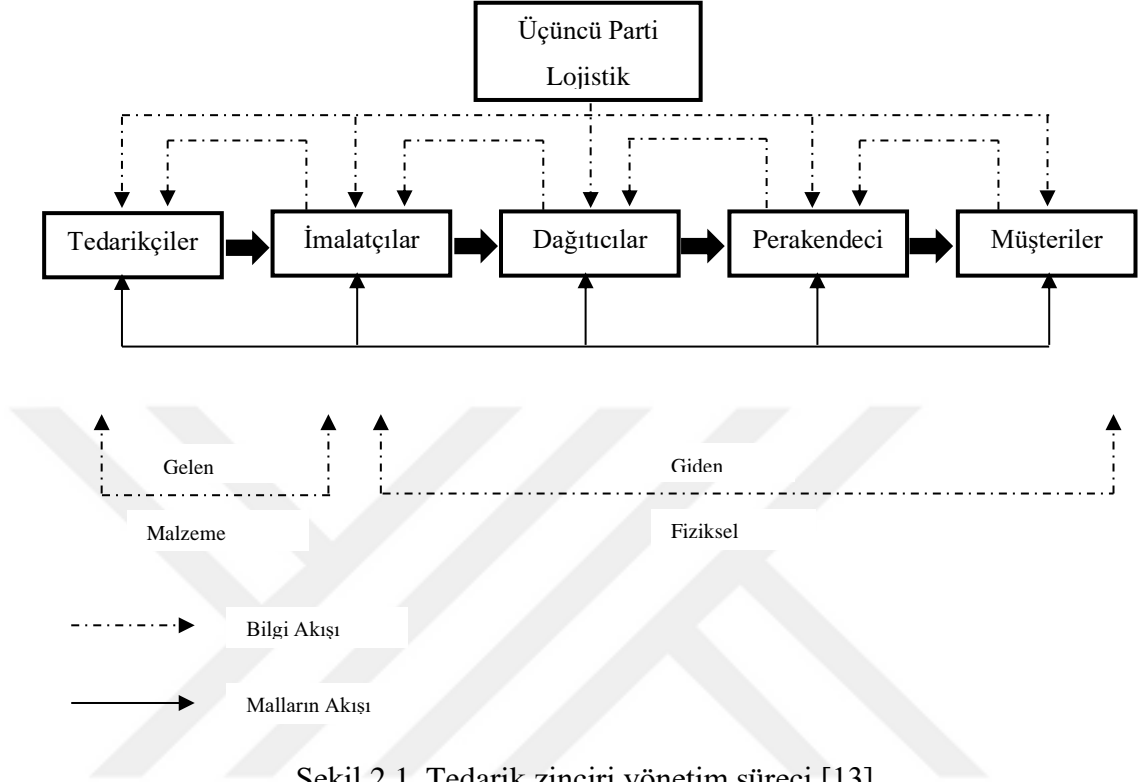 Üçüncü Parti
Lojistik
Tedarikçiler
İmalatçılar
Dağıtıcılar
Perakendeci
Müşteriler
Gelen
Giden
Malzeme
Fiziksel
Bilgi Akışı
Malların Akışı
Şekil 2.1. Tedarik zinciri yönetim süreci [13]